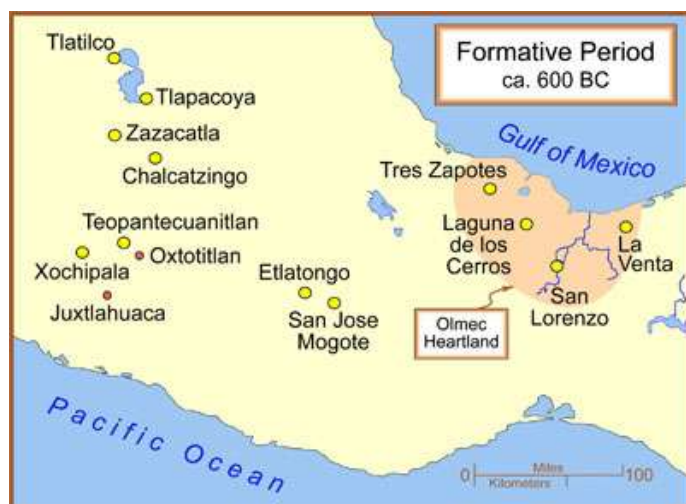 Tlatilco
Formative Period
ca. 600 BC
Tlapacoya
Gulf of Mexico
Zazacatla
Chalcatzingo
Tres Zapotes
Teopantecuanitlan
Oxtotitlan
Xochipala
Laguna
de los
Cerros
La
Venta
Etlatongo
Juxtlahuaca
San Jose
Mogote
San
Lorenzo
Olmec
Heartland
Pacific Ocean
Miles
0 100
Kilometers